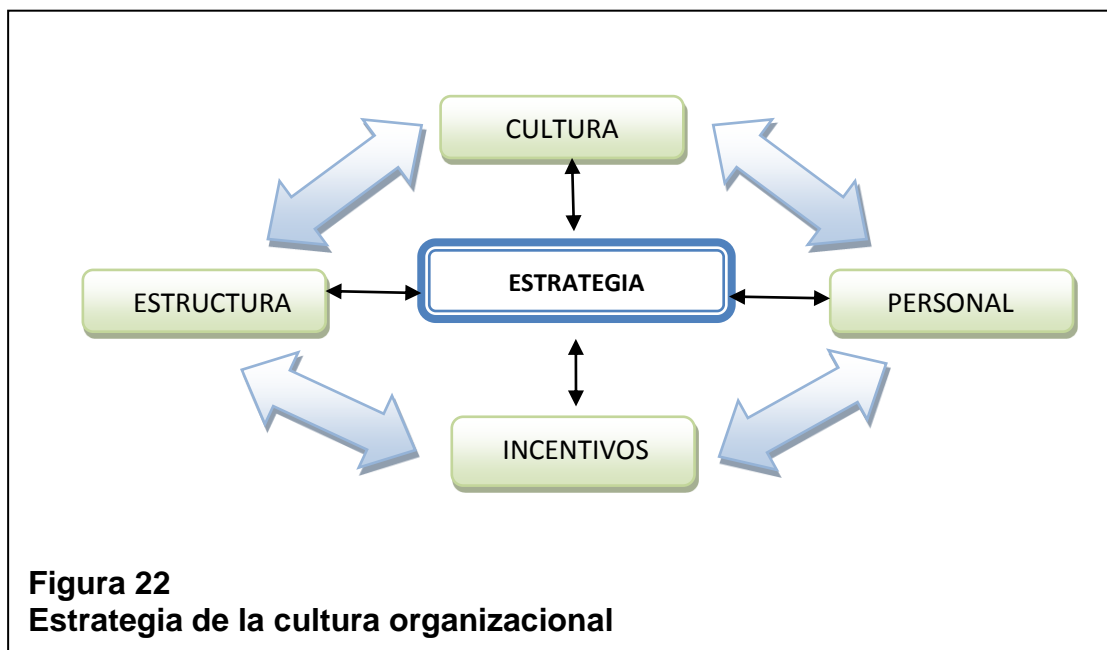 CULTURA
ESTRATEGIA
ESTRUCTURA
PERSONAL
INCENTIVOS
Figura 22
Estrategia de la cultura organizacional